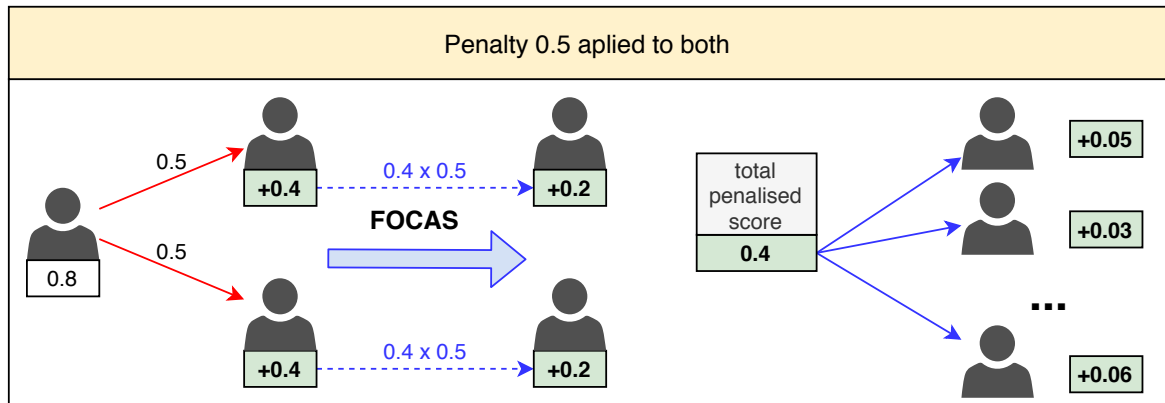 Penalty 0.5 aplied to both
0.5
+0.4
0.4 x 0.5
+0.2
0.8
FOCAS
0.5
+0.4
0.4 x 0.5
+0.2
total
penalised
score
0.4
+0.05
+0.03
...
+0.06